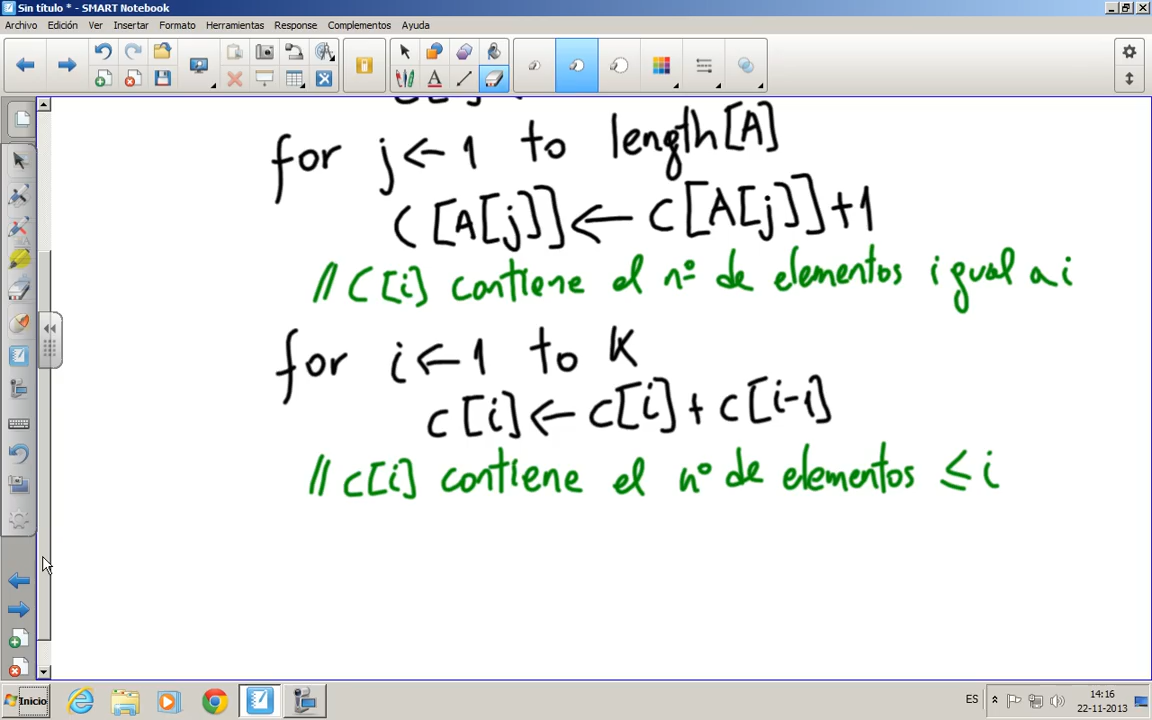 Sin título * - SMART Notebook
Archivo Edición Ver Insertar Formato Herramientas Response Complementos Ayuda
for j ← 1 to length[A]
C[A[j]] ← C[A[j]]+1
// C[i] contiene el nº de elementos igual a i
for i ← 1 to K
C[i] ← C[i] + C[i-i]
// C[i] contiene el nº de elementos ≤ i
Inicio
ES
14:16
22-11-2013